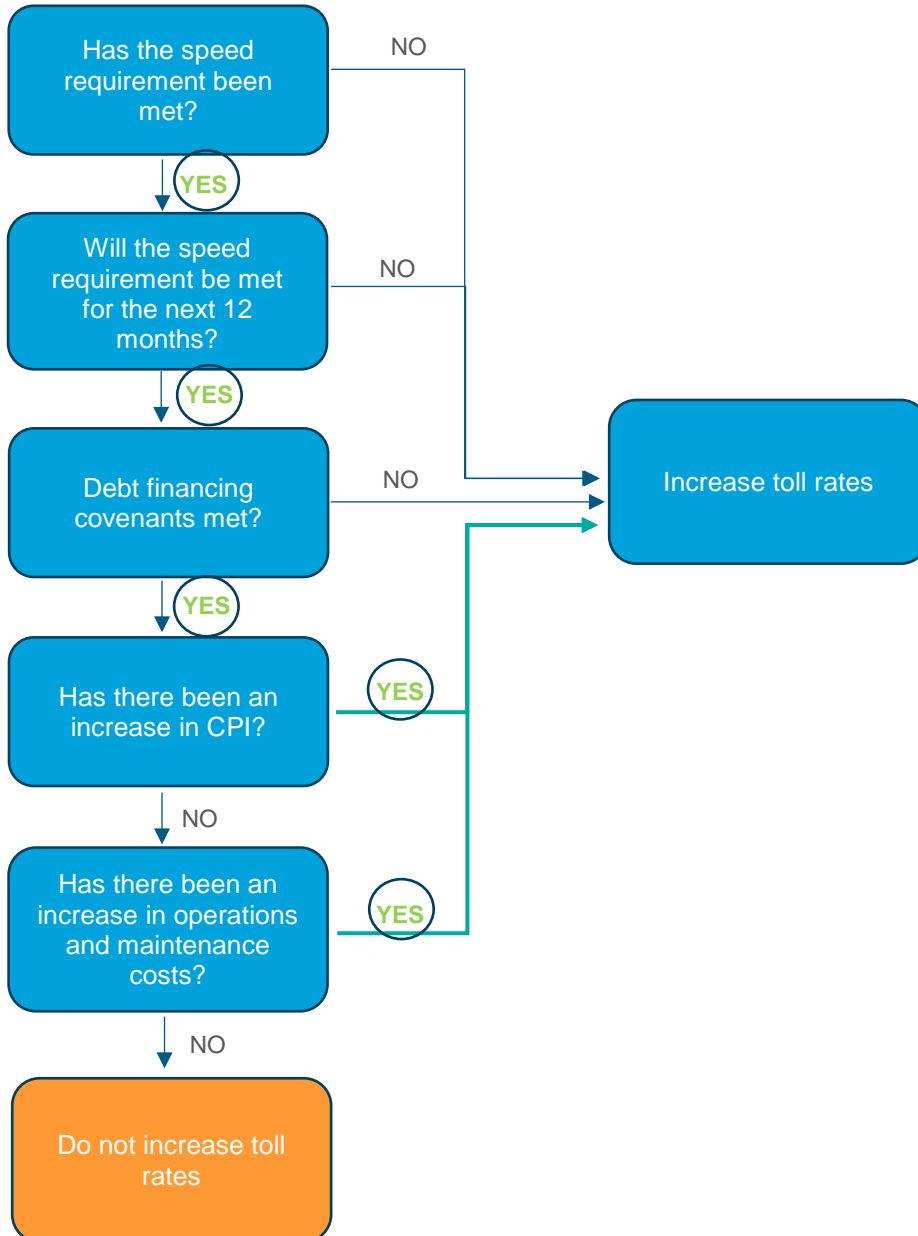 Has the speed
requirement been
met?
NO
YES
Will the speed
requirement be met
for the next 12
months?
NO
YES
Debt financing
covenants met?
NO
Increase toll rates
YES
Has there been an
increase in CPI?
YES
NO
Has there been an
increase in operations
and maintenance
costs?
YES
NO
Do not increase toll
rates